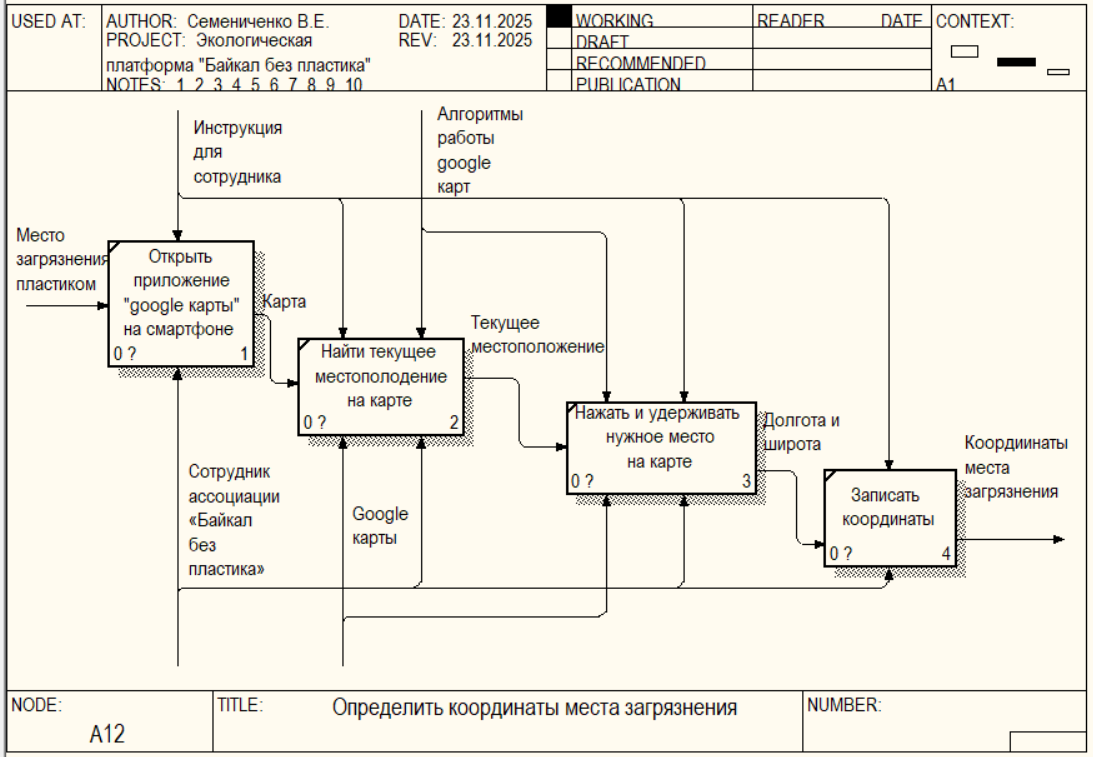 USED AT:
AUTHOR: Семениченко В.Е.
DATE: 23.11.2025
PROJECT: Экологическая
REV: 23.11.2025
платформа "Байкал без пластика"
NOTES: 1 2 3 4 5 6 7 8 9 10
WORKING
DRAFT
RECOMMENDED
PUBLICATION
READER
DATE
CONTEXT:
A1
Инструкция
для
сотрудника
Алгоритмы
работы
google
карт
Место
загрязнения
пластиком
Открыть
приложение
"google карты"
на смартфоне
0 ?
1
Карта
Найти текущее
местополодение
на карте
0 ?
2
Текущее
местоположение
Нажать и удерживать
нужное место
на карте
0 ?
3
Долгота и
широта
Записать
координаты
0 ?
4
Коордиинаты
места
загрязнения
Сотрудник
ассоциации
«Байкал
без
пластика»
Google
карты
NODE:
A12
TITLE:
Определить координаты места загрязнения
NUMBER: